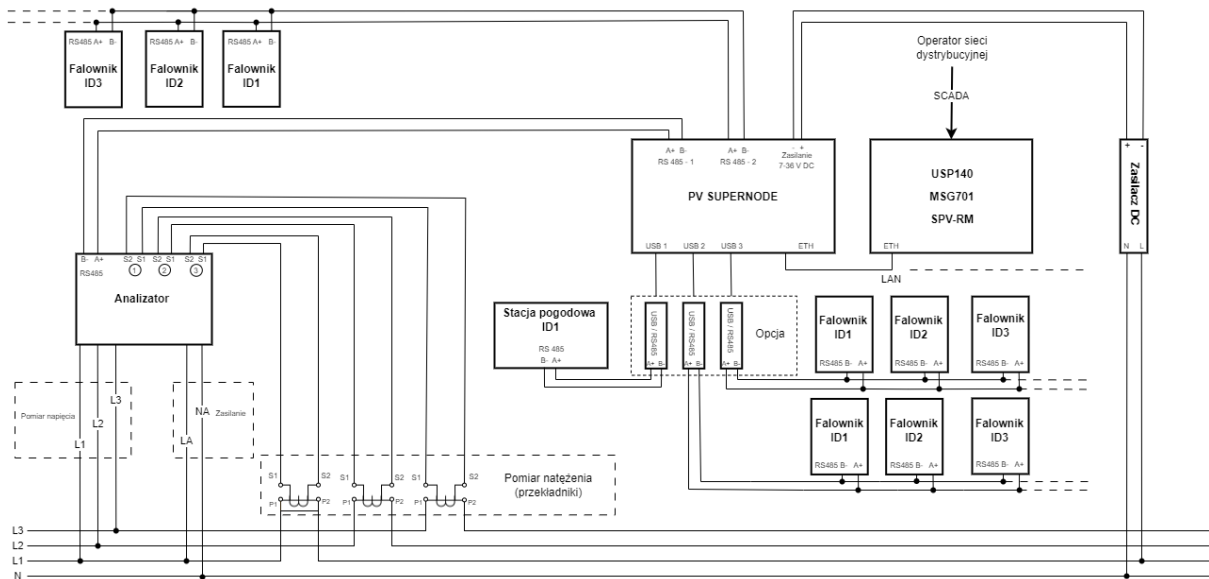 RS485 A+ B-
Falownik
ID3
RS485 A+ B-
Falownik
ID2
RS485 A+ B-
Falownik
ID1
Operator sieci
dystrybucyjnej
SCADA
A+ B-
RS 485 - 1
A+ B-
RS 485 - 2
- +
Zasilanie
7-36 V DC
PV SUPERNODE
USB 1
USB 2
USB 3
ETH
USP140
MSG701
SPV-RM
ETH
LAN
+ -
Zasilacz DC
N L
B- A+
RS485
S2 S1
1
S2 S1
2
S2 S1
3
Analizator
Stacja pogodowa
ID1
RS 485
B- A+
USB / RS485
A+ B-
USB / RS485
A+ B-
USB / RS485
A+ B-
Opcja
Falownik
ID1
RS485 B- A+
Falownik
ID2
RS485 B- A+
Falownik
ID3
RS485 B- A+
Falownik
ID1
RS485 B- A+
Falownik
ID2
RS485 B- A+
Falownik
ID3
RS485 B- A+
Pomiar napięcia
L1
L2
L3
NA
Zasilanie
LA
S1
S2
P1
P2
S1
S2
P1
P2
S1
S2
P1
P2
Pomiar natężenia
(przekładniki)
L3
L2
L1
N